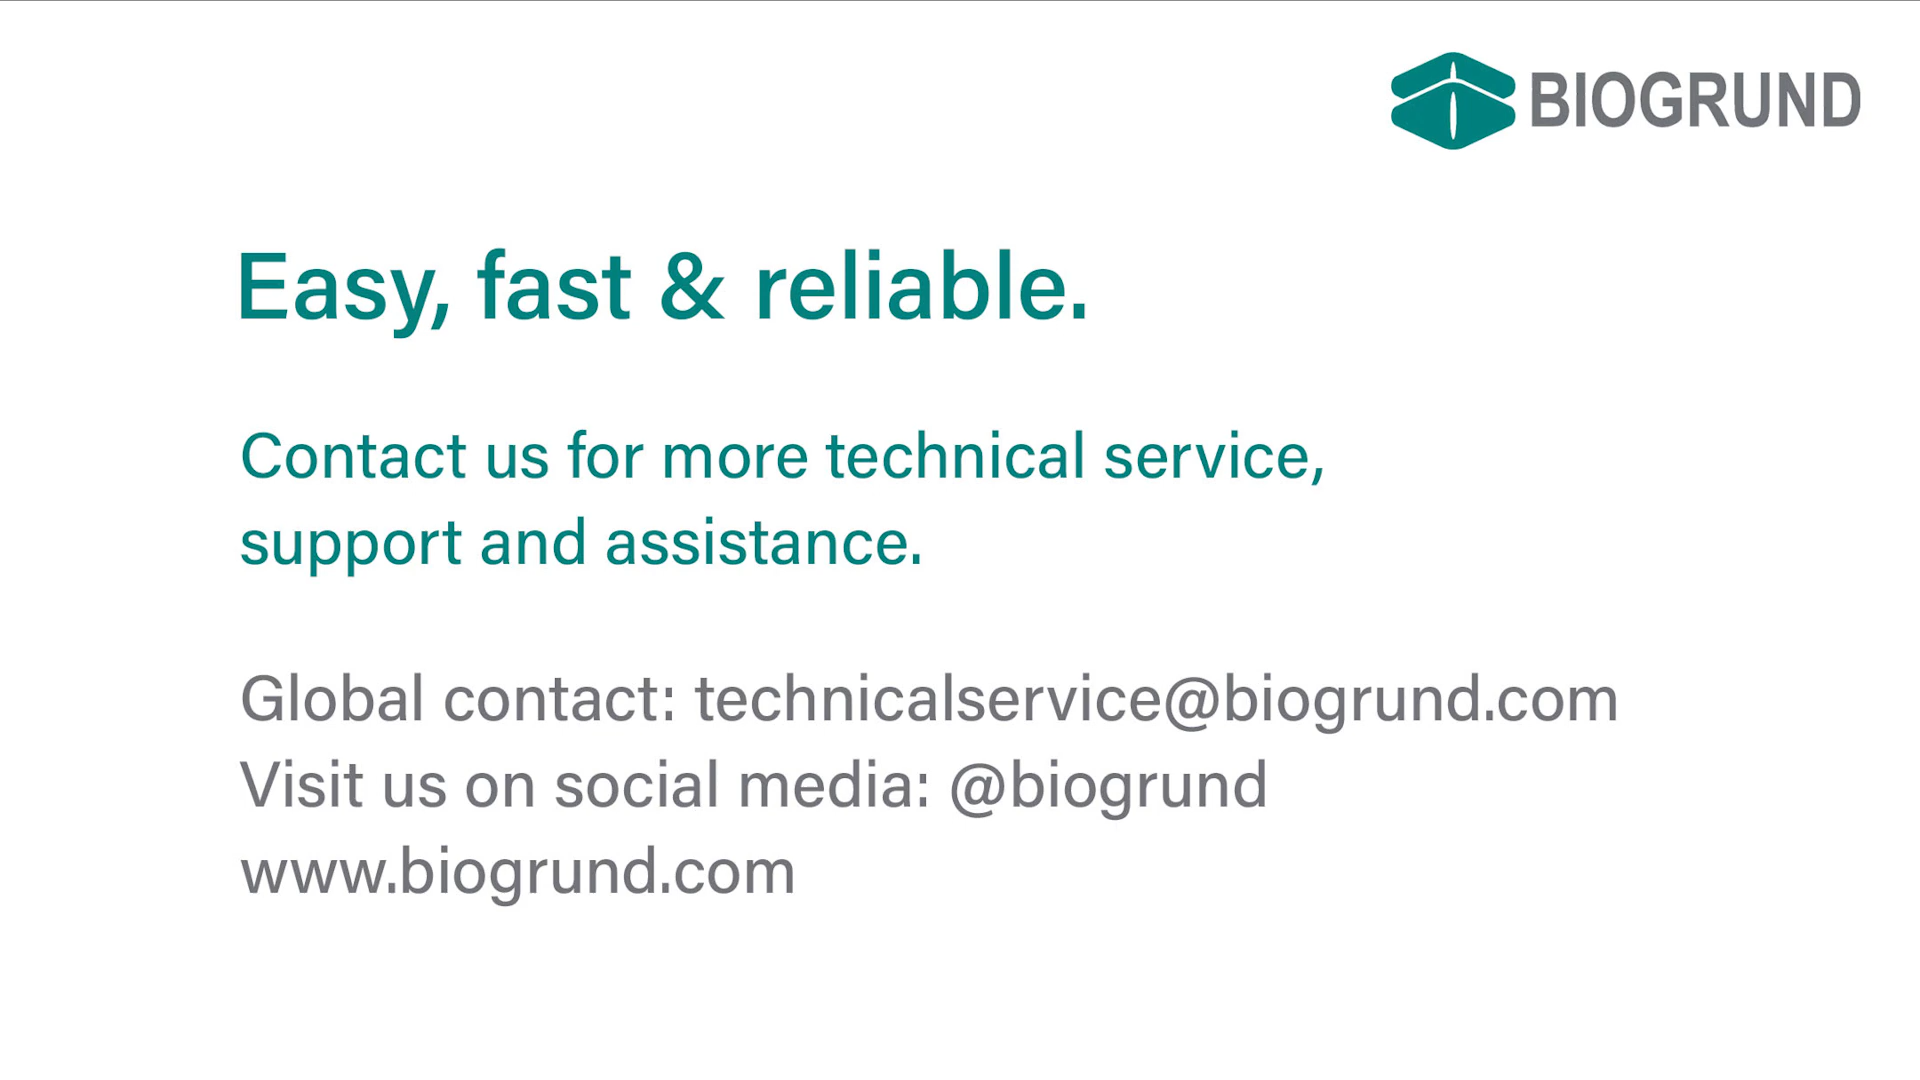 BIOGRUND
Easy, fast & reliable.
Contact us for more technical service,
support and assistance.
Global contact: technicalservice@biogrund.com
Visit us on social media: @biogrund
www.biogrund.com